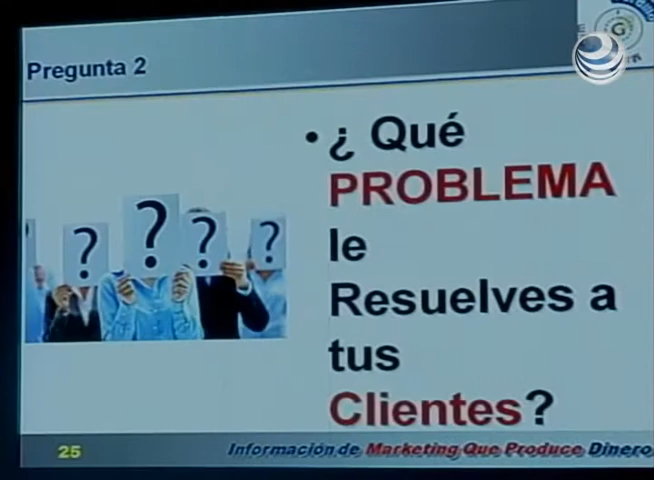 Pregunta 2
• ¿ Qué
PROBLEMA
le
Resuelves a
tus
Clientes?
? ? ? ?
25
Información de Marketing Que Produce Dinero
G